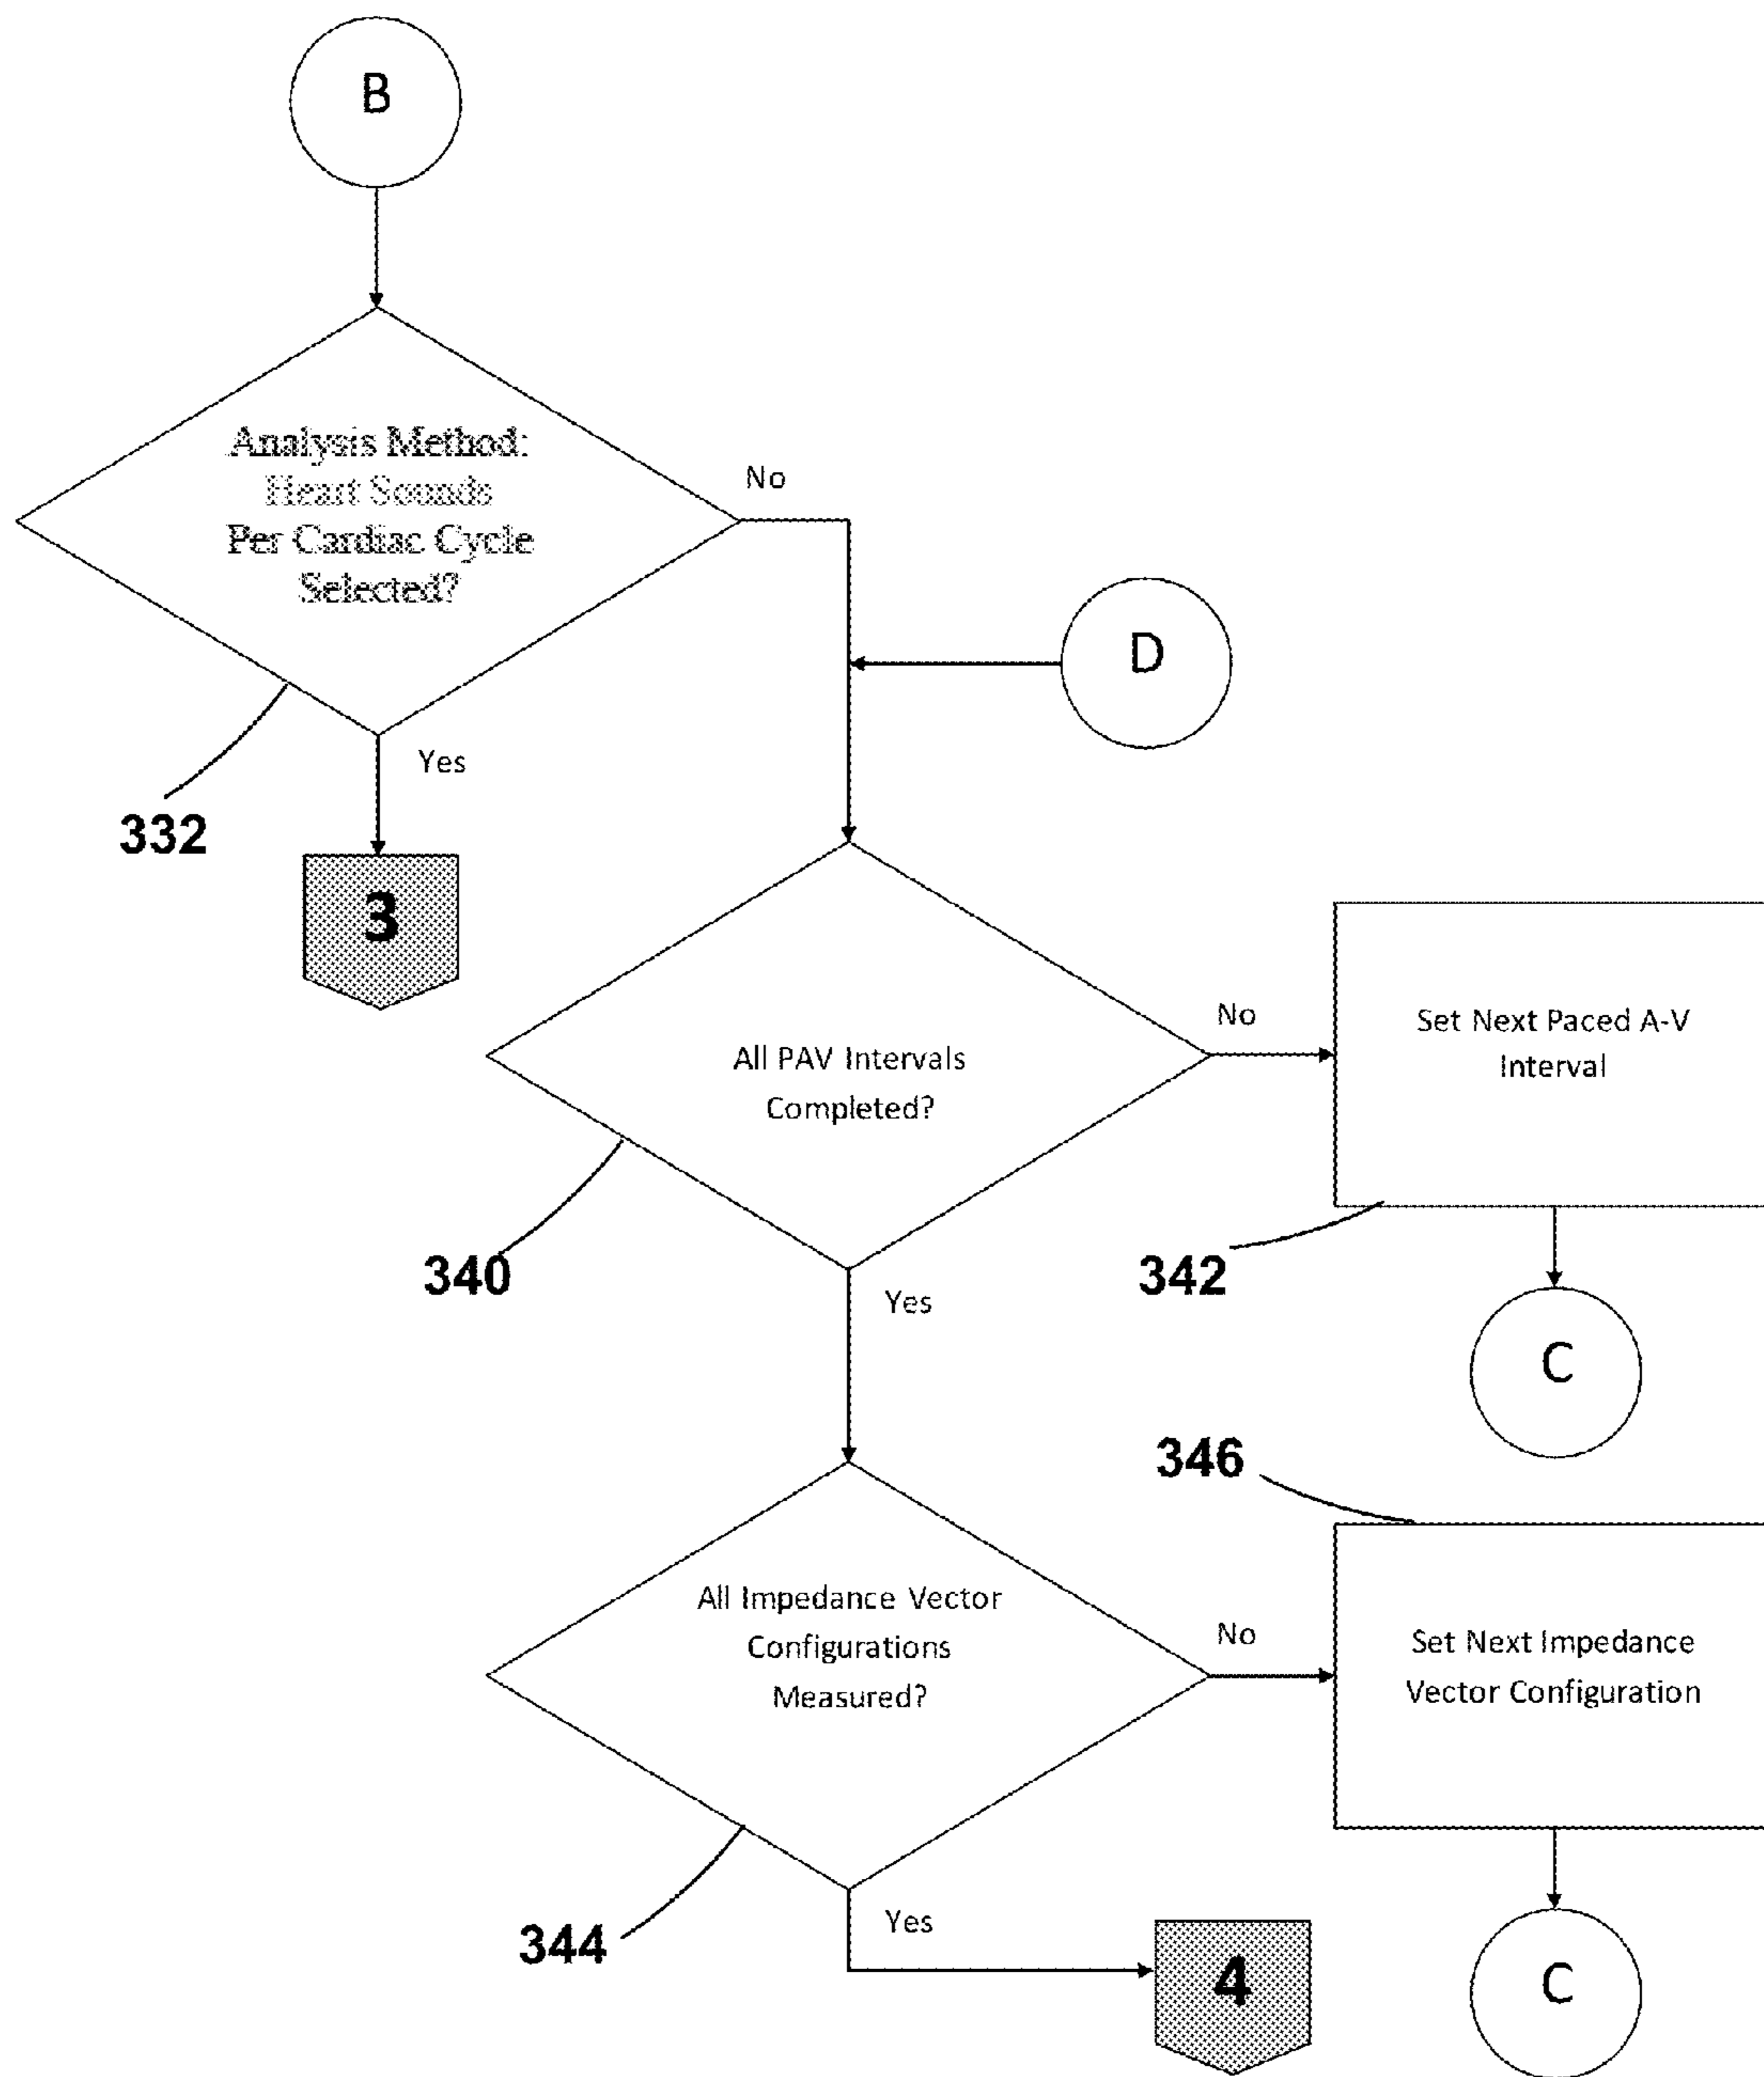 B
Analysis Method:
Heart Sounds
Per Cardiac Cycle
Selected?
No
D
Yes
332
3
All PAV Intervals
Completed?
No
Set Next Paced A-V
Interval
340
342
Yes
C
346
All Impedance Vector
Configurations
Measured?
No
Set Next Impedance
Vector Configuration
344
Yes
4
C